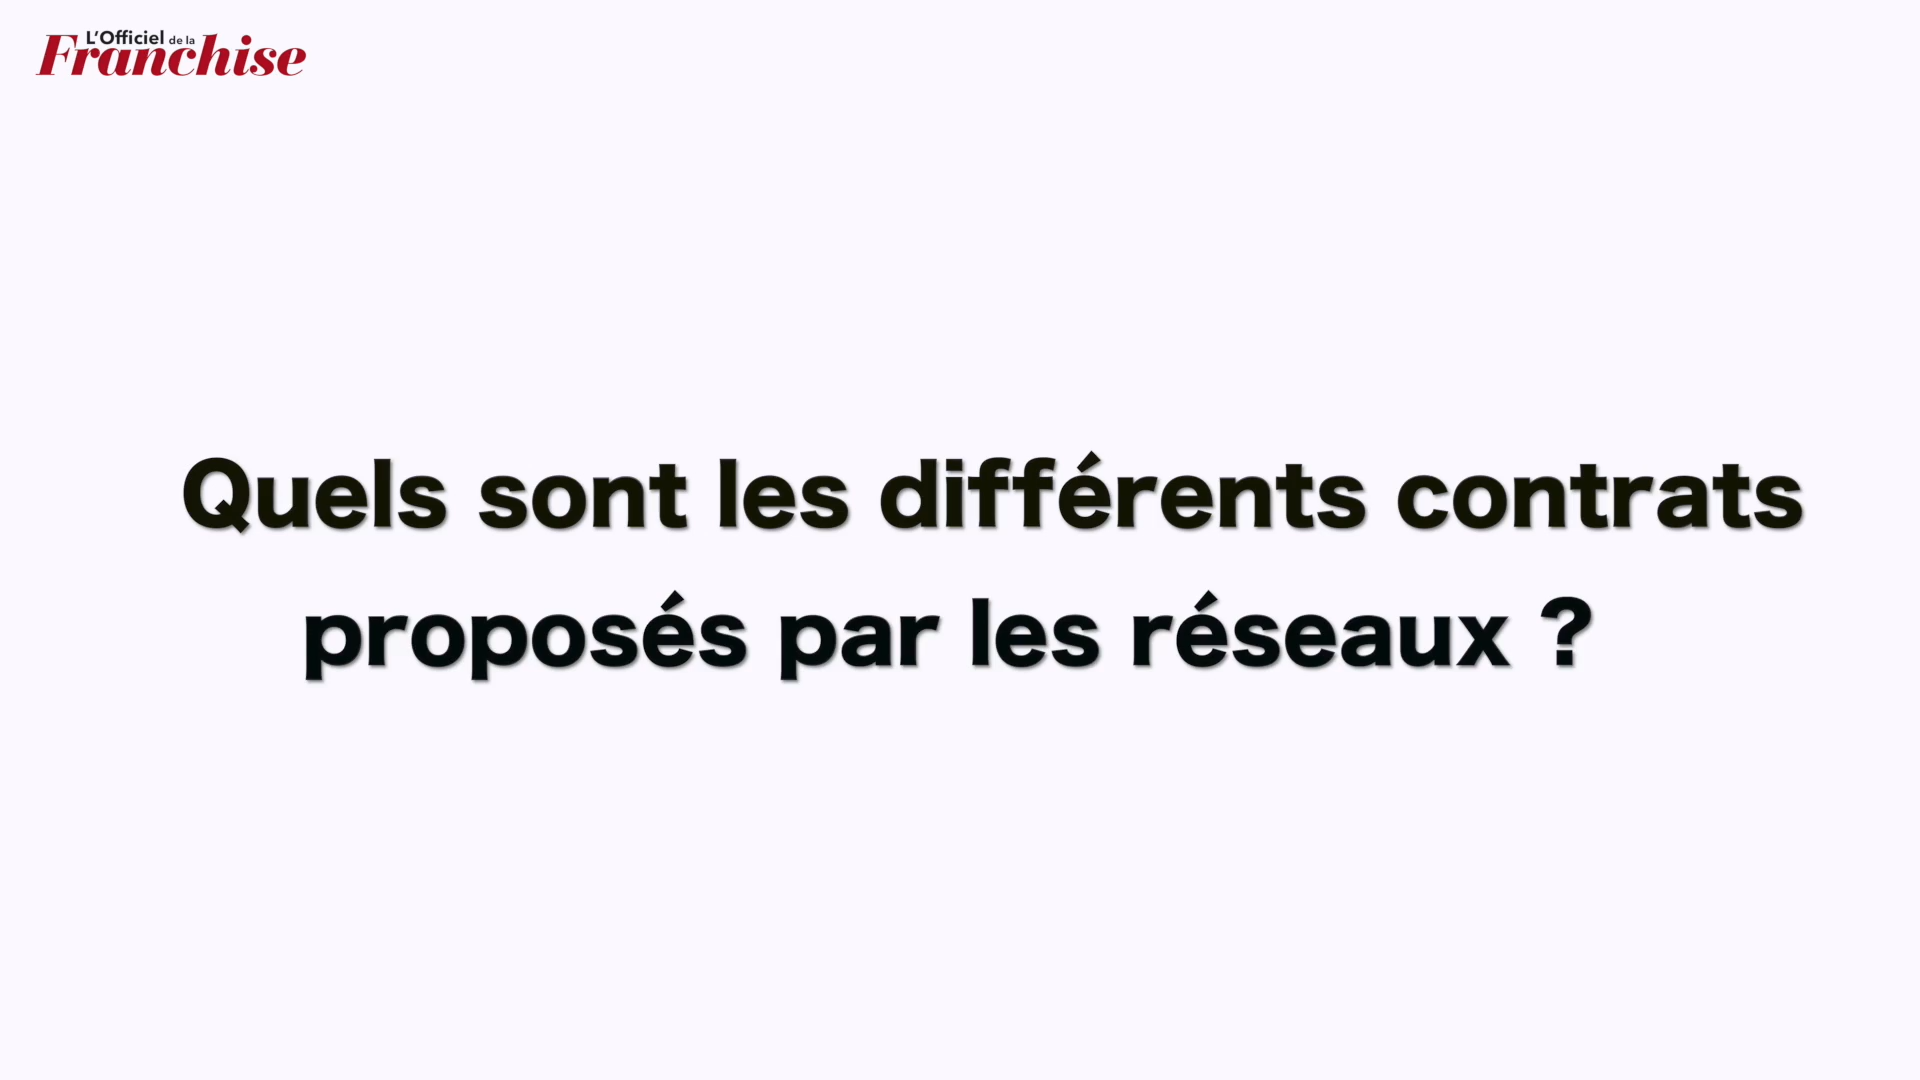 L'Officiel de la
Franchise
Quels sont les différents contrats
proposés par les réseaux ?